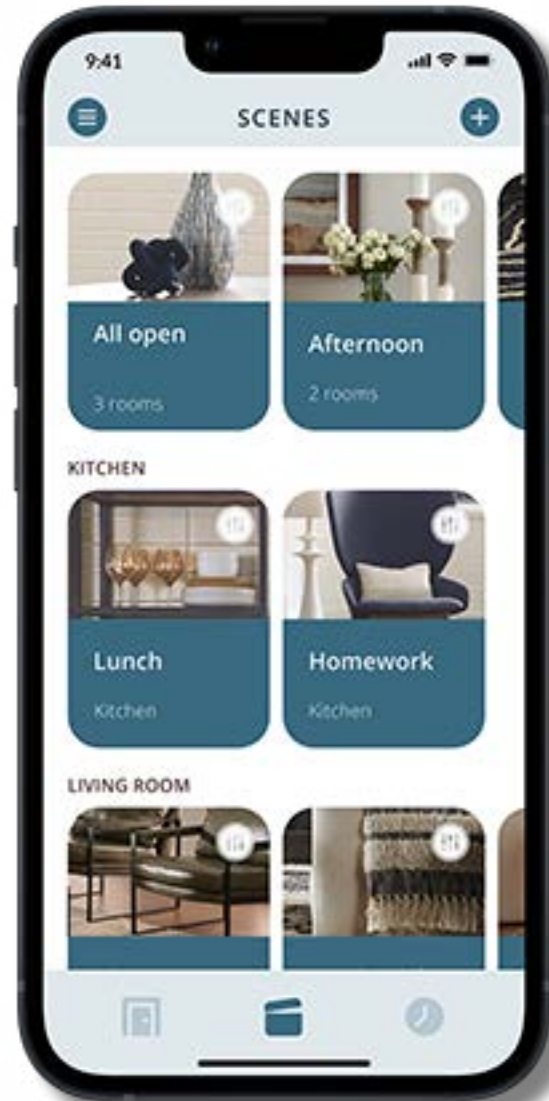 9:41
SCENES
All open
3 rooms
Afternoon
2 rooms
KITCHEN
Lunch
Kitchen
Homework
Kitchen
LIVING ROOM